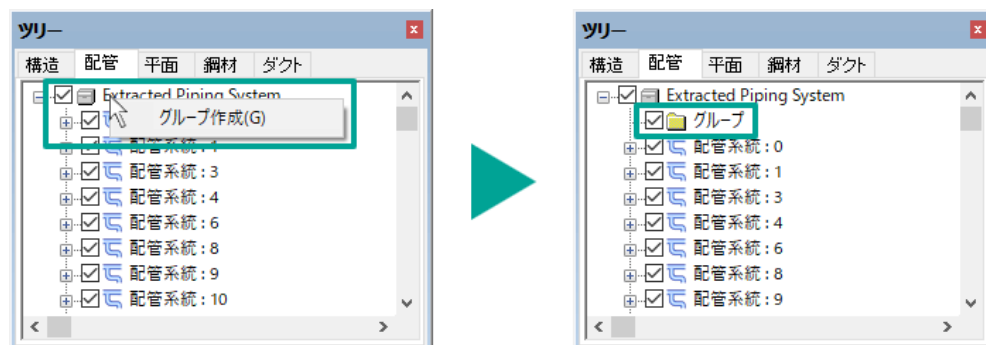 ツリー
構造 配管 平面 鋼材 ダクト
Extracted Piping System
グループ作成(G)
配管系統 : 1
配管系統 : 3
配管系統 : 4
配管系統 : 6
配管系統 : 8
配管系統 : 9
配管系統 : 10
ツリー
構造 配管 平面 鋼材 ダクト
Extracted Piping System
グループ
配管系統 : 0
配管系統 : 1
配管系統 : 3
配管系統 : 4
配管系統 : 6
配管系統 : 8
配管系統 : 9